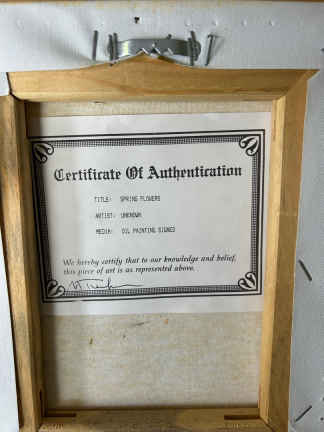 Certificate Of Authentication
TITLE: SPRING FLOWERS
ARTIST: UNKNOWN
MEDIA: OIL PAINTING SIGNED
We hereby certify that to our knowledge and belief,
this piece of art is as represented above.